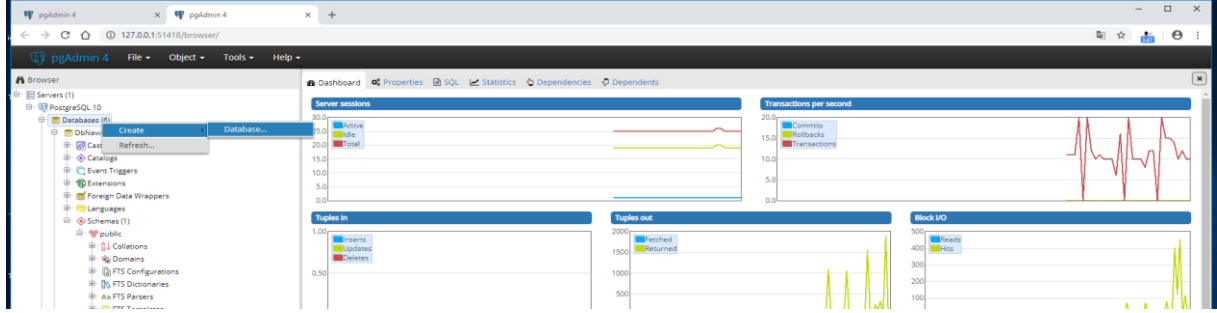 pgAdmin 4
pgAdmin 4
127.0.0.1:51418/browser/
pgAdmin 4 File Object Tools Help
Browser
Servers (1)
PostgreSQL 10
Databases (6)
DbNew
Create
Database...
Cast
Refresh...
Catalogs
Event Triggers
Extensions
Foreign Data Wrappers
Languages
Schemas (1)
public
Collations
Domains
FTS Configurations
FTS Dictionaries
FTS Parsers
FTS Templates
Dashboard Properties SQL Statistics Dependencies Dependents
Server sessions
30.0
25.0
20.0
15.0
10.0
5.0
0.0
Active
Idle
Total
Transactions per second
20.0
15.0
10.0
5.0
0.0
Commits
Rollbacks
Transactions
Tuples in
1.00
0.50
Inserts
Updates
Deletes
Tuples out
2000
1500
1000
500
Fetched
Returned
Block I/O
500
400
300
200
100
Reads
Hits